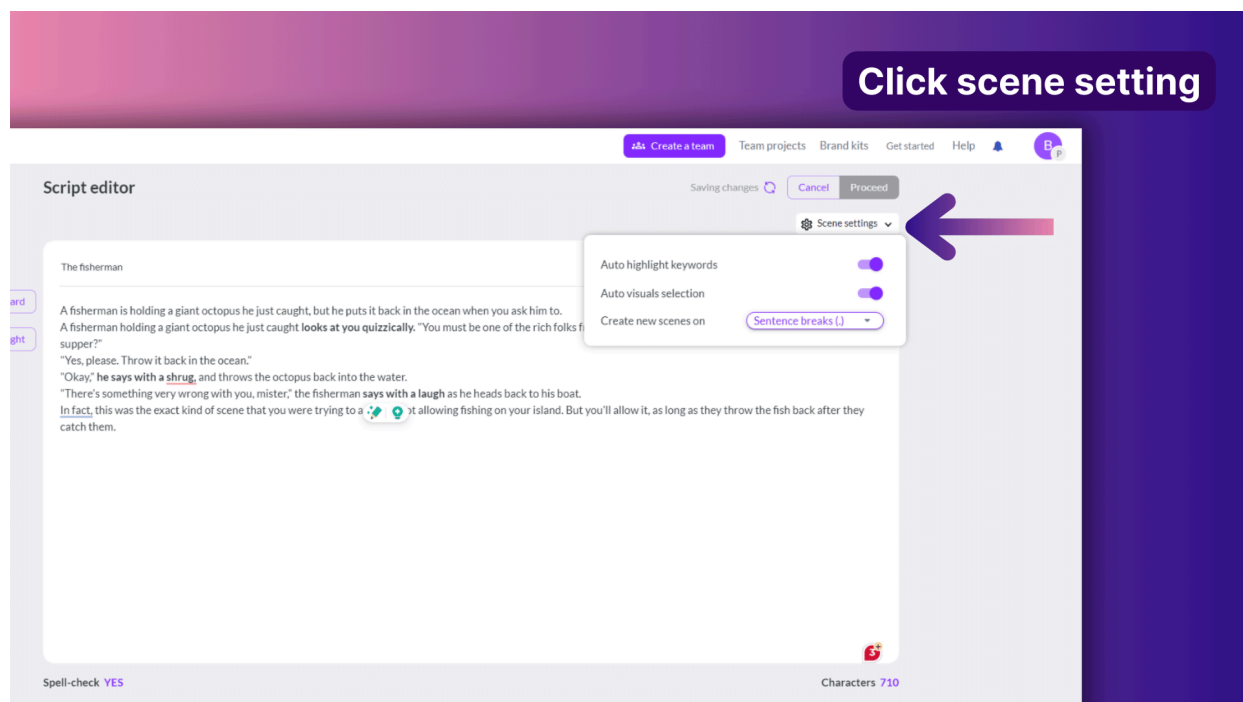 Click scene setting
Create a team Team projects Brand kits Get started Help B P
Script editor
Saving changes Cancel Proceed
Scene settings
The fisherman
Auto highlight keywords
Auto visuals selection
Create new scenes on Sentence breaks (.)
ard
ght
A fisherman is holding a giant octopus he just caught, but he puts it back in the ocean when you ask him to.
A fisherman holding a giant octopus he just caught looks at you quizzically. "You must be one of the rich folks f
supper?"
"Yes, please. Throw it back in the ocean."
"Okay," he says with a shrug, and throws the octopus back into the water.
"There's something very wrong with you, mister," the fisherman says with a laugh as he heads back to his boat.
In fact, this was the exact kind of scene that you were trying to a t allowing fishing on your island. But you'll allow it, as long as they throw the fish back after they
catch them.
3+
Spell-check YES
Characters 710